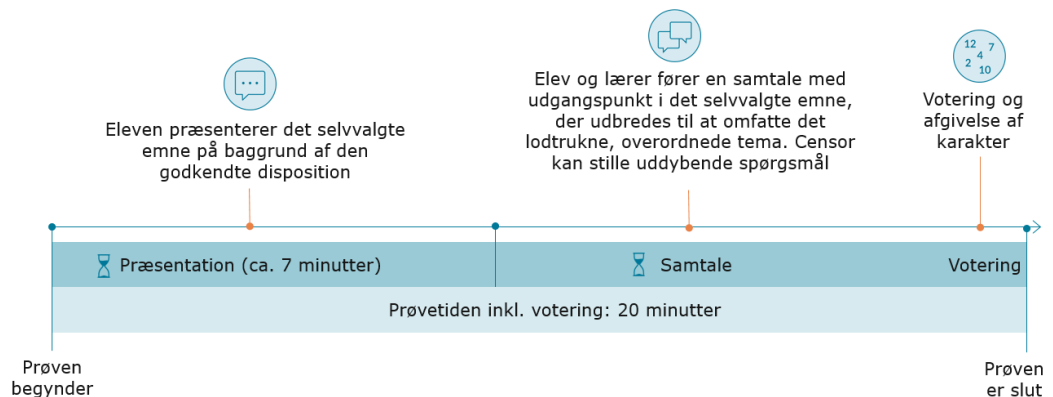 Eleven præsenterer det selvvalgte
emne på baggrund af den
godkendte disposition
Elev og lærer fører en samtale med
udgangspunkt i det selvvalgte emne,
der udbredes til at omfatte det
lodtrukne, overordnede tema. Censor
kan stille uddybende spørgsmål
12 7
4
2 10
Votering og
afgivelse af
karakter
Præsentation (ca. 7 minutter)
Samtale
Votering
Prøvetiden inkl. votering: 20 minutter
Prøven
begynder
Prøven
er slut